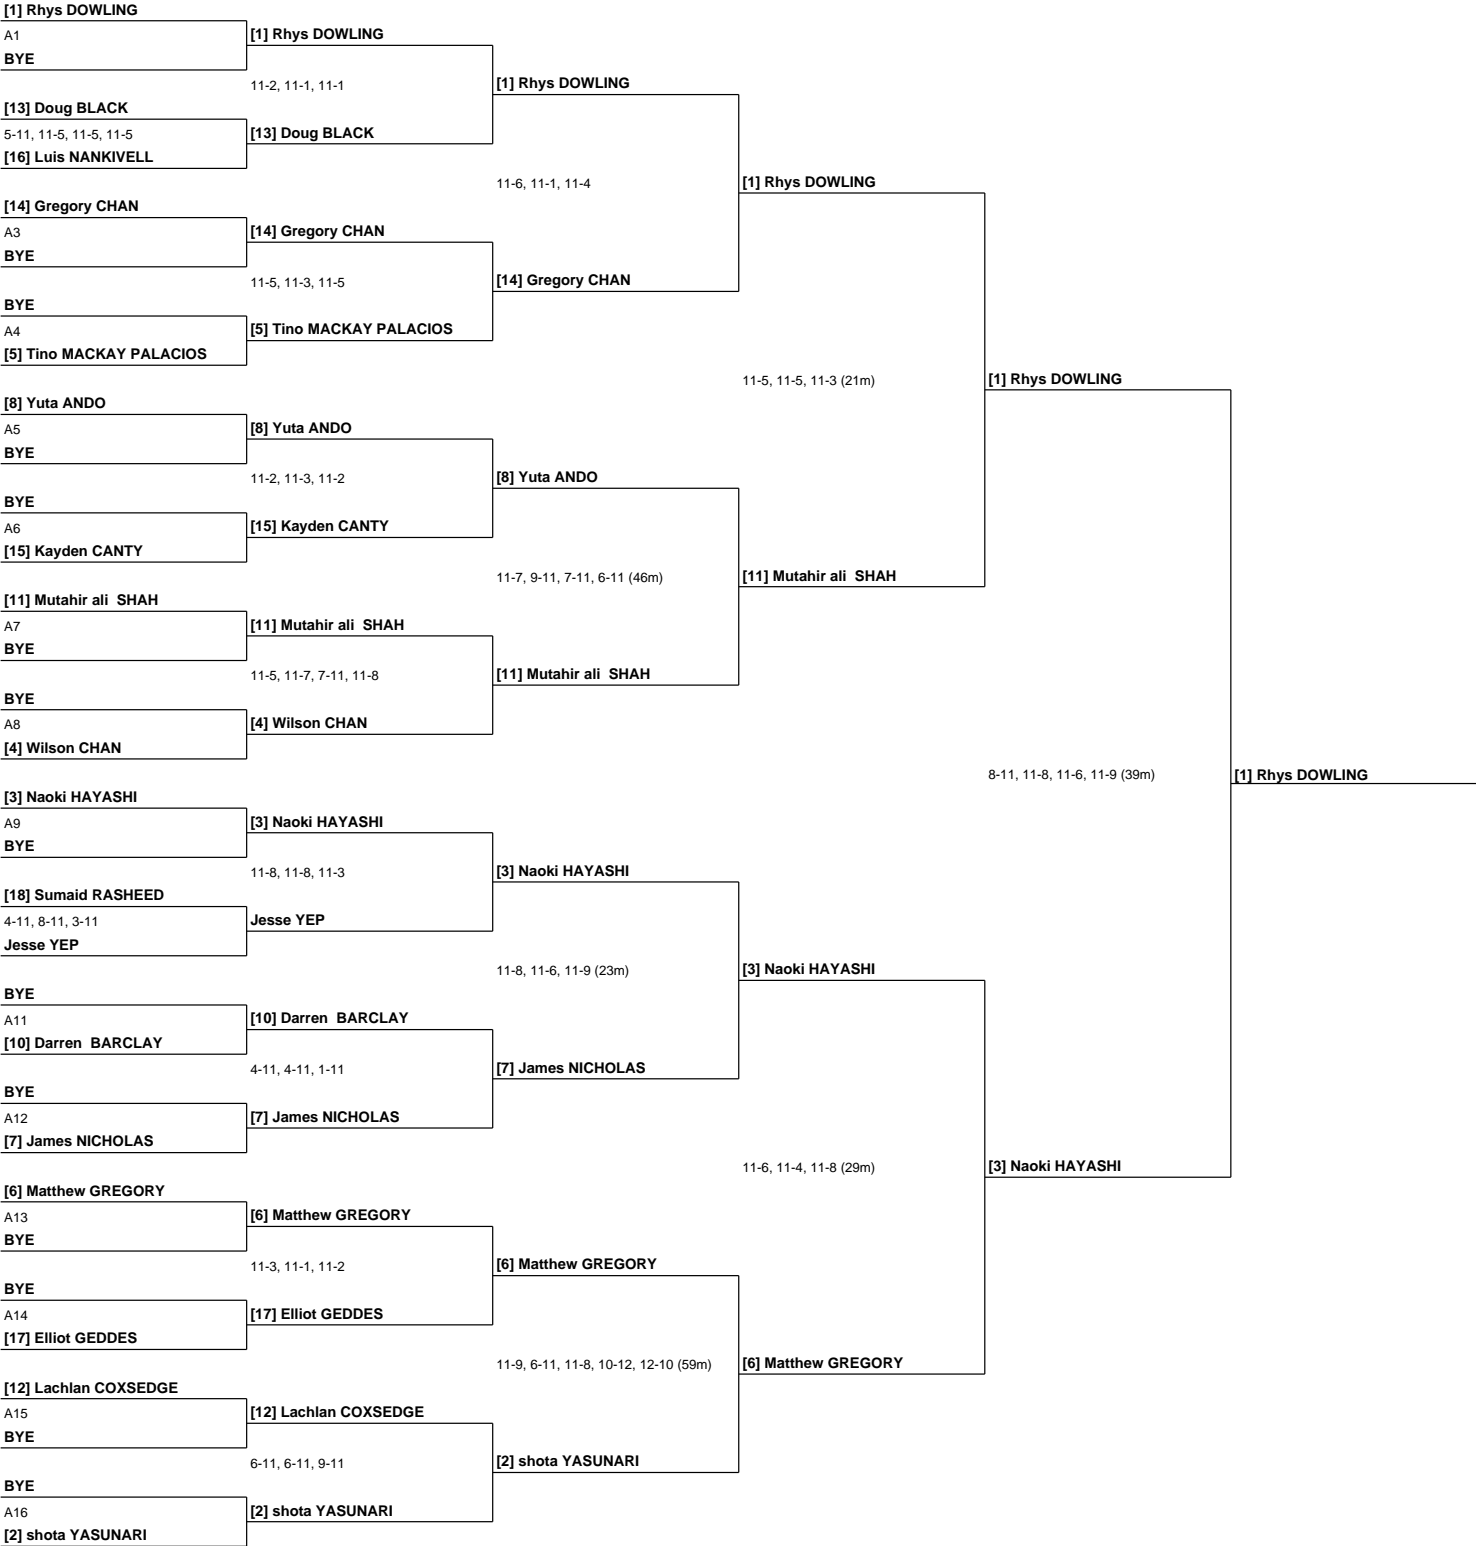 [1] Rhys DOWLING
A1
[1] Rhys DOWLING
BYE
11-2, 11-1, 11-1
[1] Rhys DOWLING
[13] Doug BLACK
5-11, 11-5, 11-5, 11-5
[13] Doug BLACK
[16] Luis NANKIVELL
11-6, 11-1, 11-4
[1] Rhys DOWLING
[14] Gregory CHAN
A3
[14] Gregory CHAN
BYE
11-5, 11-3, 11-5
[14] Gregory CHAN
BYE
A4
[5] Tino MACKAY PALACIOS
[5] Tino MACKAY PALACIOS
11-5, 11-5, 11-3 (21m)
[1] Rhys DOWLING
[8] Yuta ANDO
A5
[8] Yuta ANDO
BYE
11-2, 11-3, 11-2
[8] Yuta ANDO
BYE
A6
[15] Kayden CANTY
[15] Kayden CANTY
11-7, 9-11, 7-11, 6-11 (46m)
[11] Mutahir ali  SHAH
[11] Mutahir ali  SHAH
A7
[11] Mutahir ali  SHAH
BYE
11-5, 11-7, 7-11, 11-8
[11] Mutahir ali  SHAH
BYE
A8
[4] Wilson CHAN
[4] Wilson CHAN
8-11, 11-8, 11-6, 11-9 (39m)
[1] Rhys DOWLING
[3] Naoki HAYASHI
A9
[3] Naoki HAYASHI
BYE
11-8, 11-8, 11-3
[3] Naoki HAYASHI
[18] Sumaid RASHEED
4-11, 8-11, 3-11
Jesse YEP
Jesse YEP
11-8, 11-6, 11-9 (23m)
[3] Naoki HAYASHI
BYE
A11
[10] Darren  BARCLAY
[10] Darren  BARCLAY
4-11, 4-11, 1-11
[7] James NICHOLAS
BYE
A12
[7] James NICHOLAS
[7] James NICHOLAS
11-6, 11-4, 11-8 (29m)
[3] Naoki HAYASHI
[6] Matthew GREGORY
A13
[6] Matthew GREGORY
BYE
11-3, 11-1, 11-2
[6] Matthew GREGORY
BYE
A14
[17] Elliot GEDDES
[17] Elliot GEDDES
11-9, 6-11, 11-8, 10-12, 12-10 (59m)
[6] Matthew GREGORY
[12] Lachlan COXSEDGE
A15
[12] Lachlan COXSEDGE
BYE
6-11, 6-11, 9-11
[2] shota YASUNARI
BYE
A16
[2] shota YASUNARI
[2] shota YASUNARI